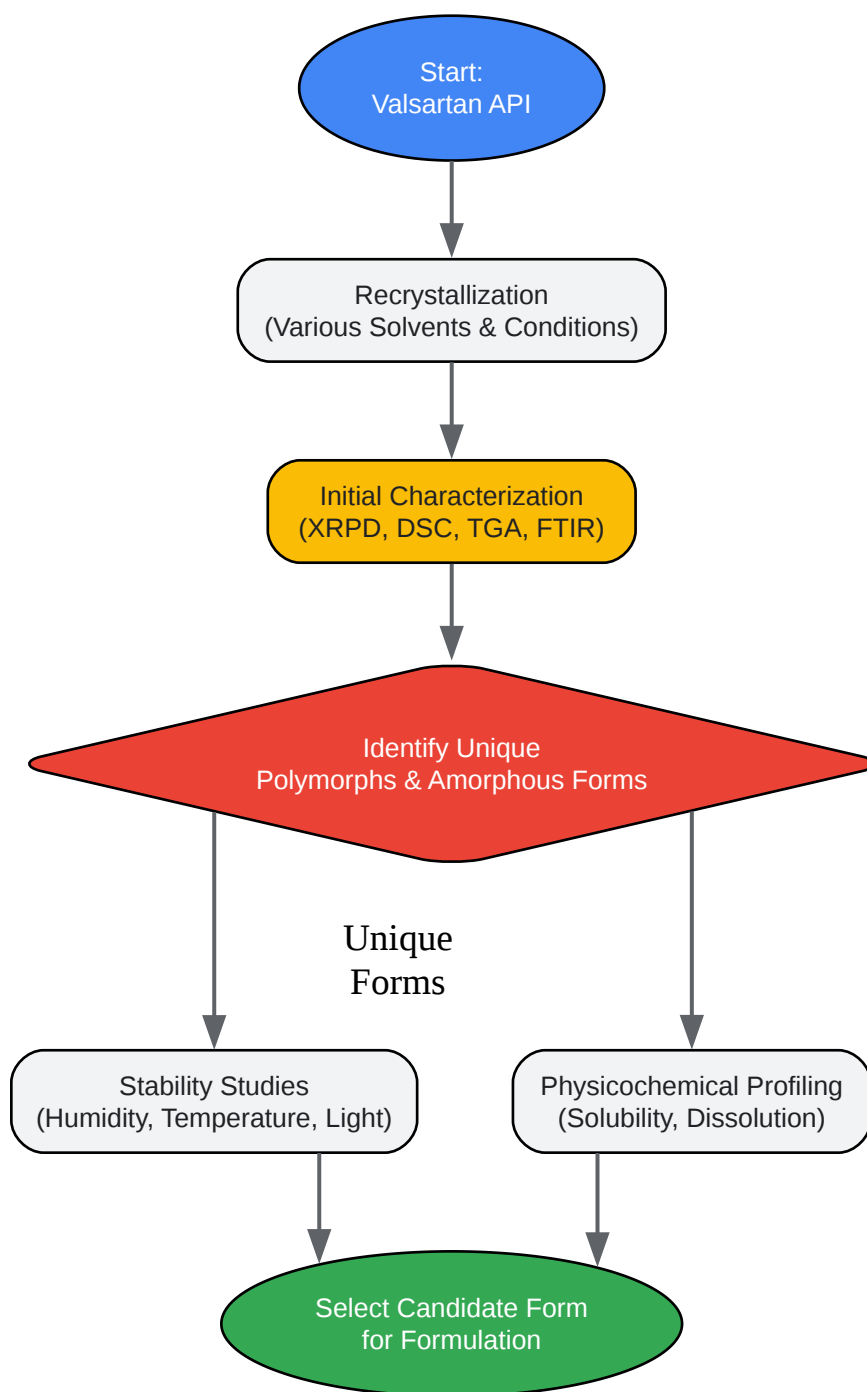 Start:
Valsartan API
Recrystallization
(Various Solvents & Conditions)
Initial Characterization
(XRPD, DSC, TGA, FTIR)
Identify Unique
Polymorphs & Amorphous Forms
Unique
Forms
Stability Studies
(Humidity, Temperature, Light)
Physicochemical Profiling
(Solubility, Dissolution)
Select Candidate Form
for Formulation